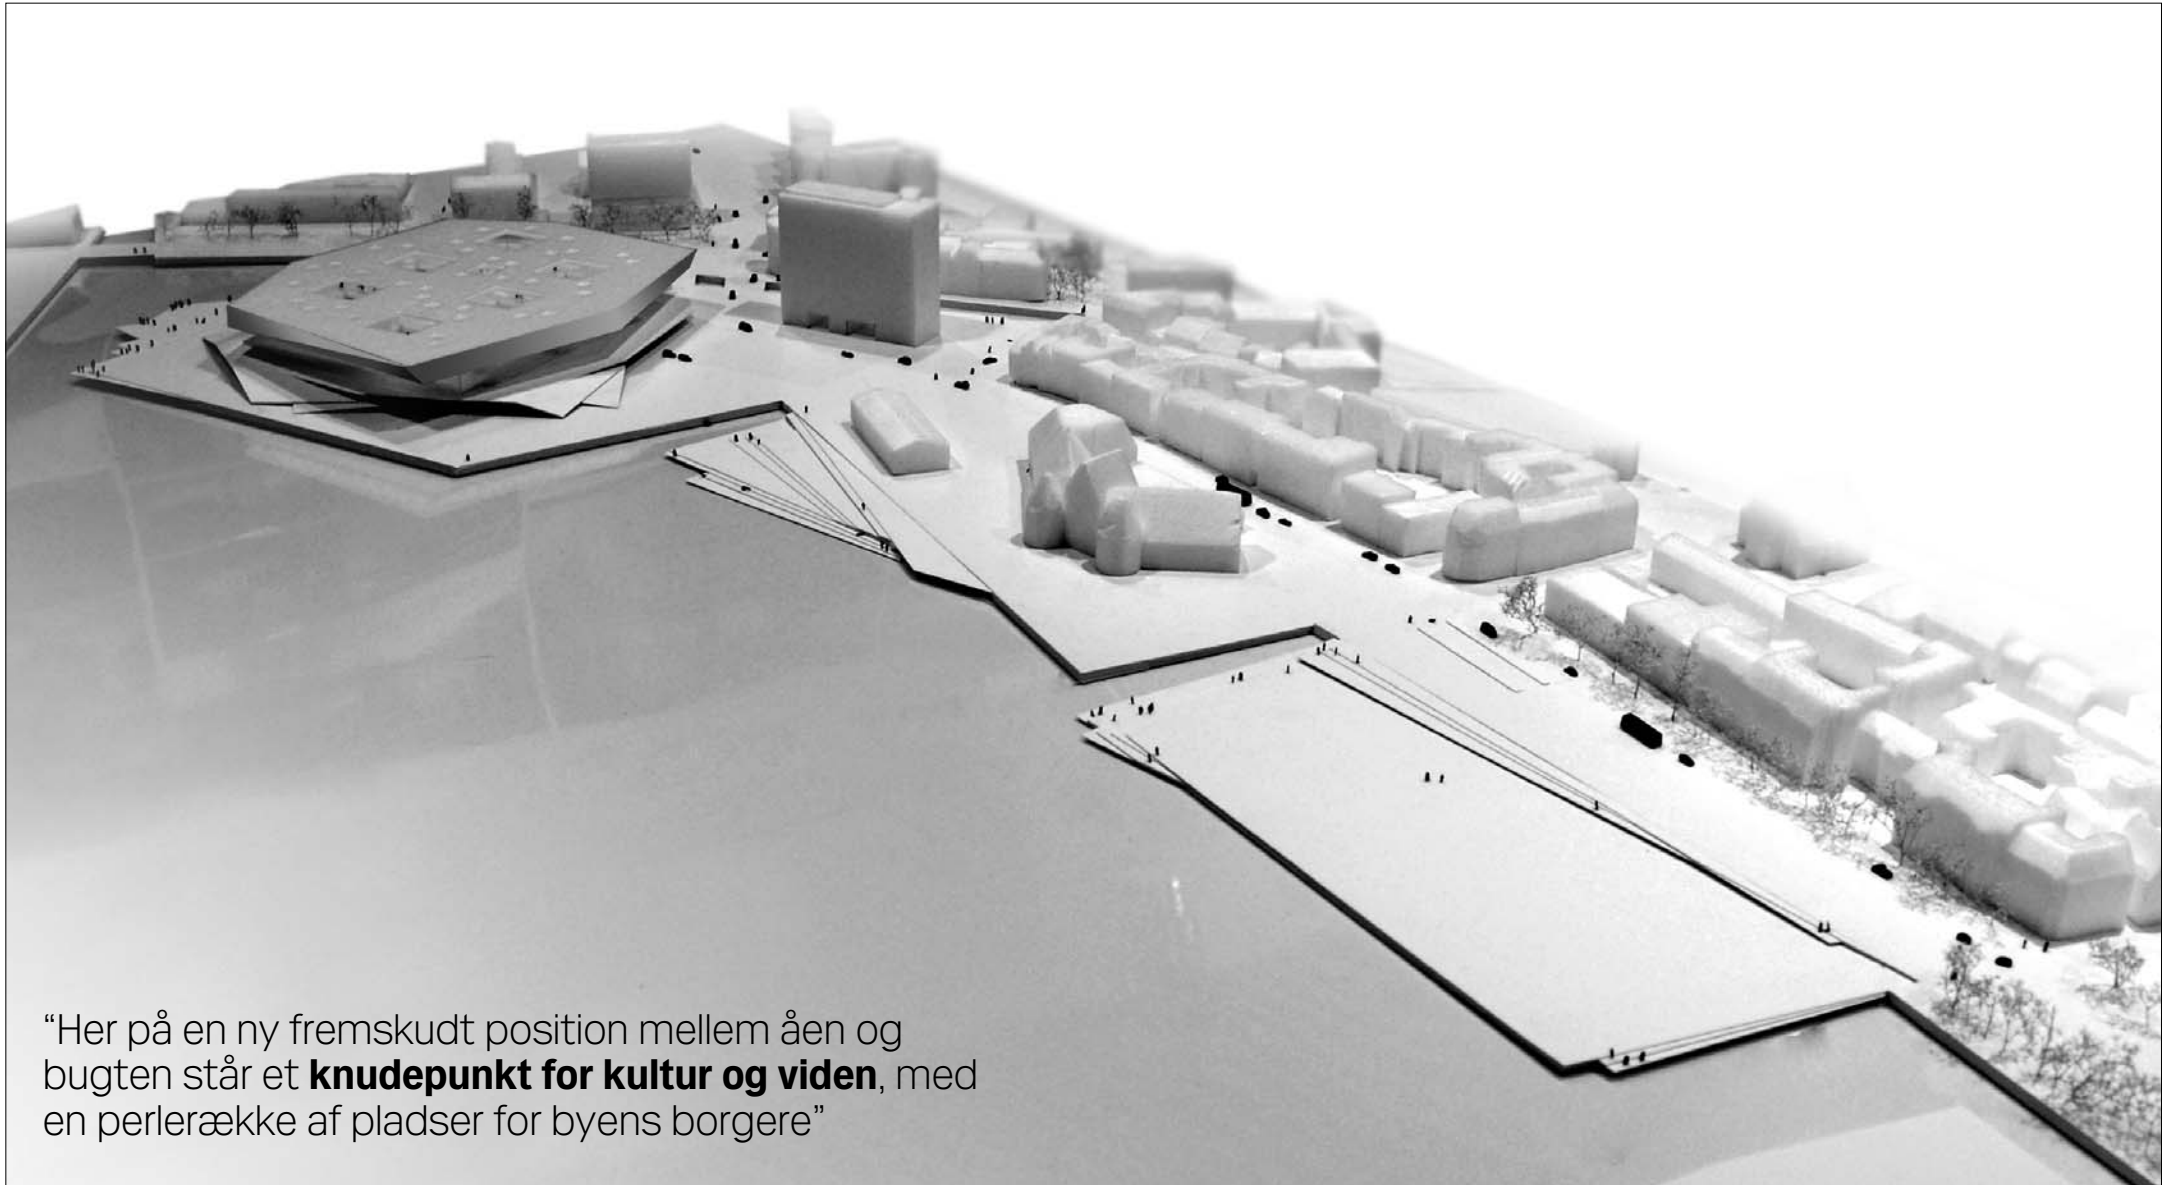 “Her på en ny fremskudt position mellem åen og
bugten står et knudepunkt for kultur og viden, med
en perlerække af pladser for byens borgere”